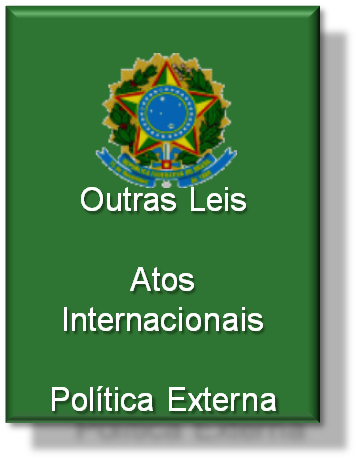 Outras Leis
Atos
Internacionais
Política Externa